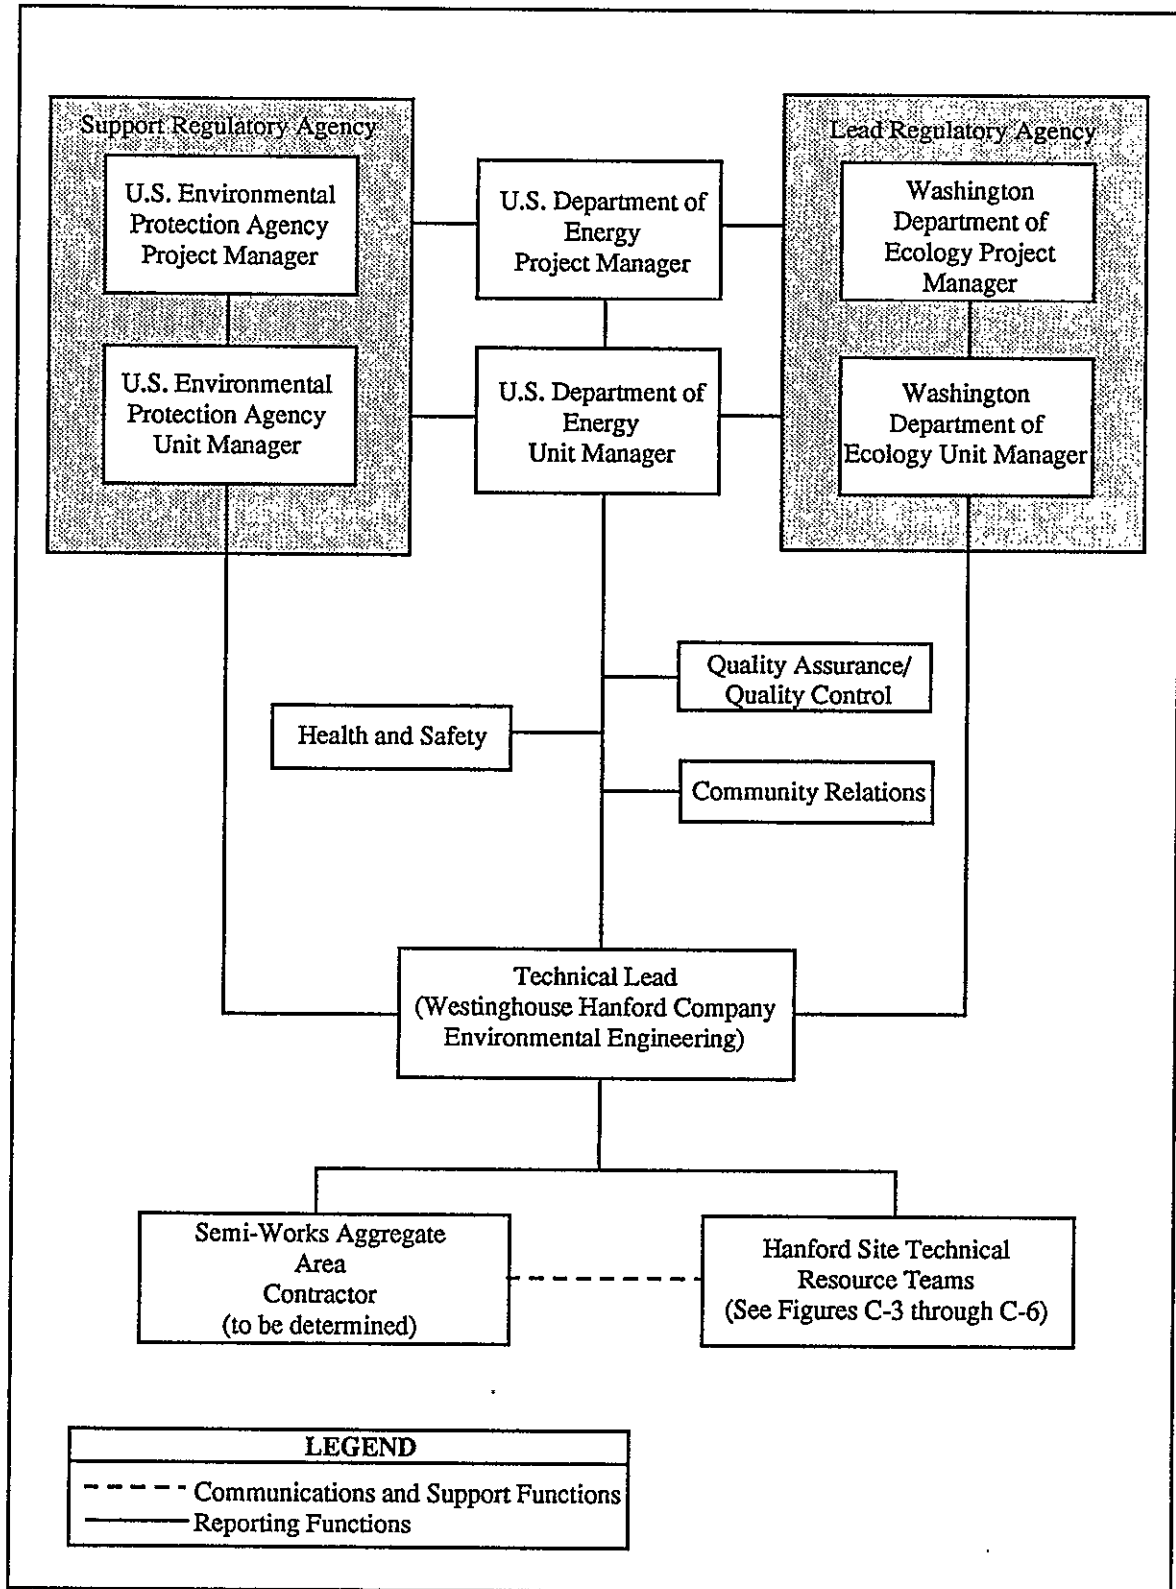 Support Regulatory Agency
U.S. Environmental
Protection Agency
Project Manager
U.S. Environmental
Protection Agency
Unit Manager
U.S. Department of
Energy
Project Manager
U.S. Department of
Energy
Unit Manager
Lead Regulatory Agency
Washington
Department of
Ecology Project
Manager
Washington
Department of
Ecology Unit Manager
Quality Assurance/
Quality Control
Health and Safety
Community Relations
Technical Lead
(Westinghouse Hanford Company
Environmental Engineering)
Semi-Works Aggregate
Area
Contractor
(to be determined)
Hanford Site Technical
Resource Teams
(See Figures C-3 through C-6)
LEGEND
Communications and Support Functions
Reporting Functions